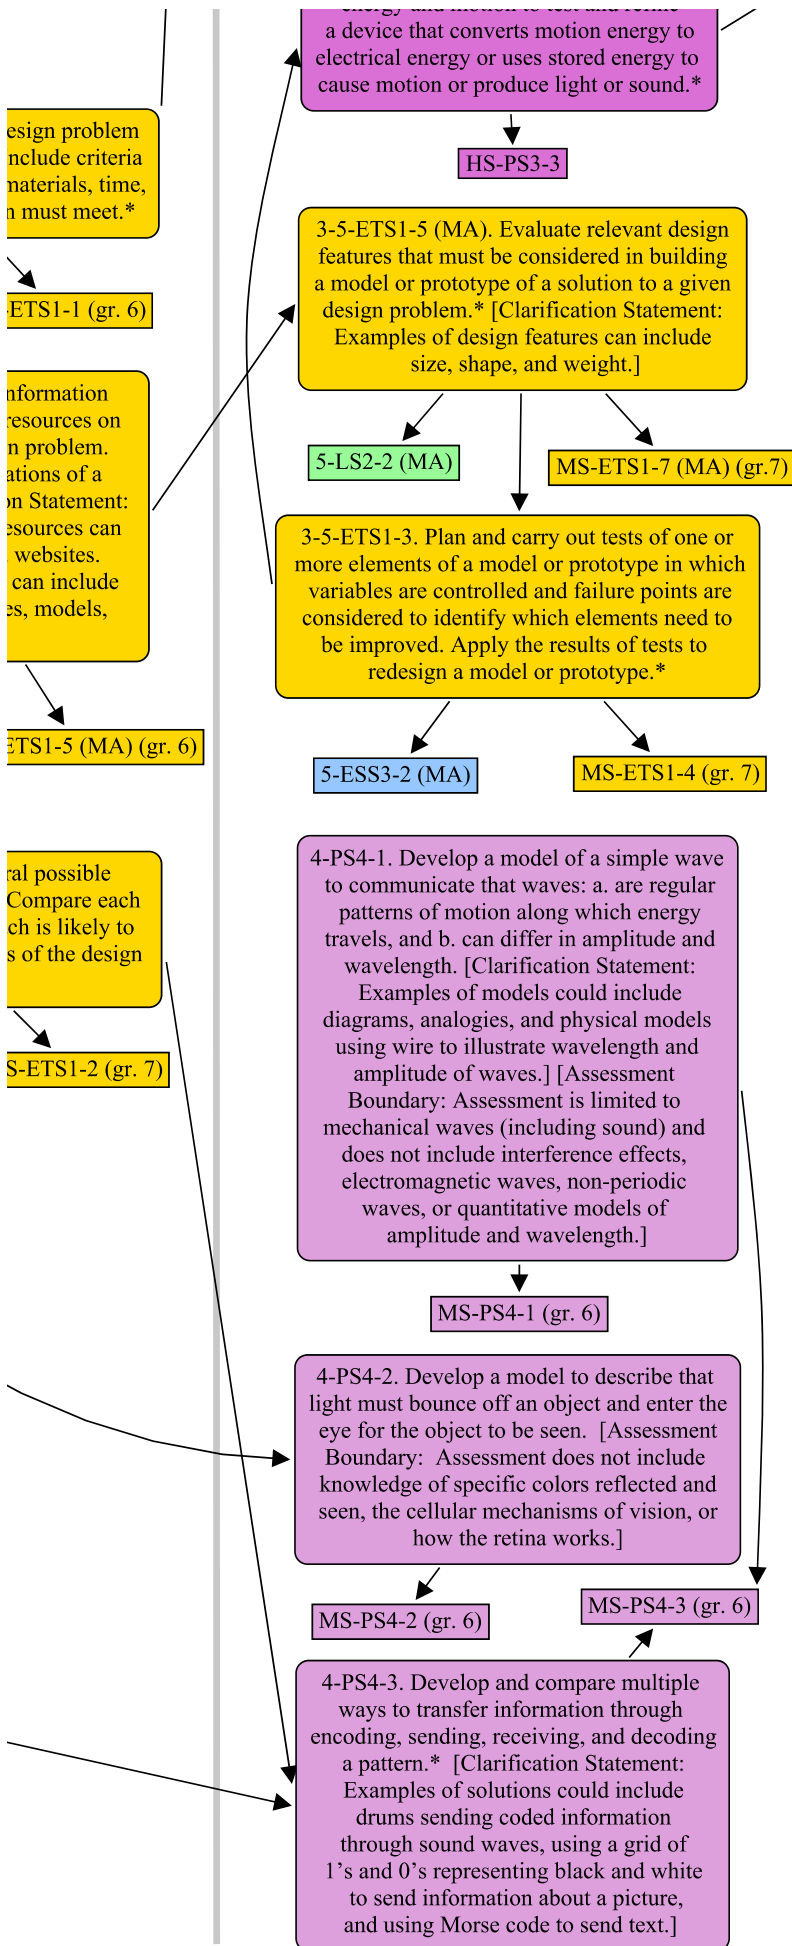 energy and motion to test and refine
a device that converts motion energy to
electrical energy or uses stored energy to
cause motion or produce light or sound.*
HS-PS3-3
esign problem
include criteria
materials, time,
n must meet.*
-ETS1-1 (gr. 6)
3-5-ETS1-5 (MA). Evaluate relevant design
features that must be considered in building
a model or prototype of a solution to a given
design problem.* [Clarification Statement:
Examples of design features can include
size, shape, and weight.]
nformation
resources on
n problem.
ations of a
on Statement:
esources can
websites.
can include
es, models,
5-LS2-2 (MA)
MS-ETS1-7 (MA) (gr.7)
3-5-ETS1-3. Plan and carry out tests of one or
more elements of a model or prototype in which
variables are controlled and failure points are
considered to identify which elements need to
be improved. Apply the results of tests to
redesign a model or prototype.*
ETS1-5 (MA) (gr. 6)
5-ESS3-2 (MA)
MS-ETS1-4 (gr. 7)
ral possible
Compare each
ch is likely to
s of the design
S-ETS1-2 (gr. 7)
4-PS4-1. Develop a model of a simple wave
to communicate that waves: a. are regular
patterns of motion along which energy
travels, and b. can differ in amplitude and
wavelength. [Clarification Statement:
Examples of models could include
diagrams, analogies, and physical models
using wire to illustrate wavelength and
amplitude of waves.] [Assessment
Boundary: Assessment is limited to
mechanical waves (including sound) and
does not include interference effects,
electromagnetic waves, non-periodic
waves, or quantitative models of
amplitude and wavelength.]
MS-PS4-1 (gr. 6)
4-PS4-2. Develop a model to describe that
light must bounce off an object and enter the
eye for the object to be seen.  [Assessment
Boundary:  Assessment does not include
knowledge of specific colors reflected and
seen, the cellular mechanisms of vision, or
how the retina works.]
MS-PS4-2 (gr. 6)
MS-PS4-3 (gr. 6)
4-PS4-3. Develop and compare multiple
ways to transfer information through
encoding, sending, receiving, and decoding
a pattern.*  [Clarification Statement:
Examples of solutions could include
drums sending coded information
through sound waves, using a grid of
1’s and 0’s representing black and white
to send information about a picture,
and using Morse code to send text.]